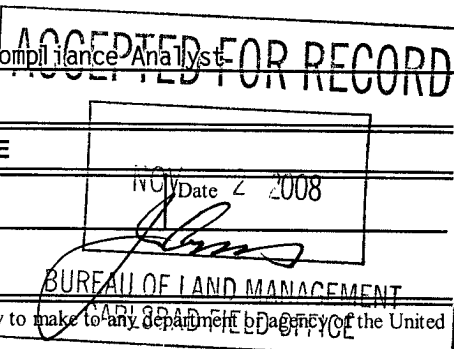 ompliance Analyst
ACCEPTED FOR RECORD
E
NOV 2 2008
Date
BUREAU OF LAND MANAGEMENT
CARLSBAD FIELD OFFICE
y to make to any department or agency of the United